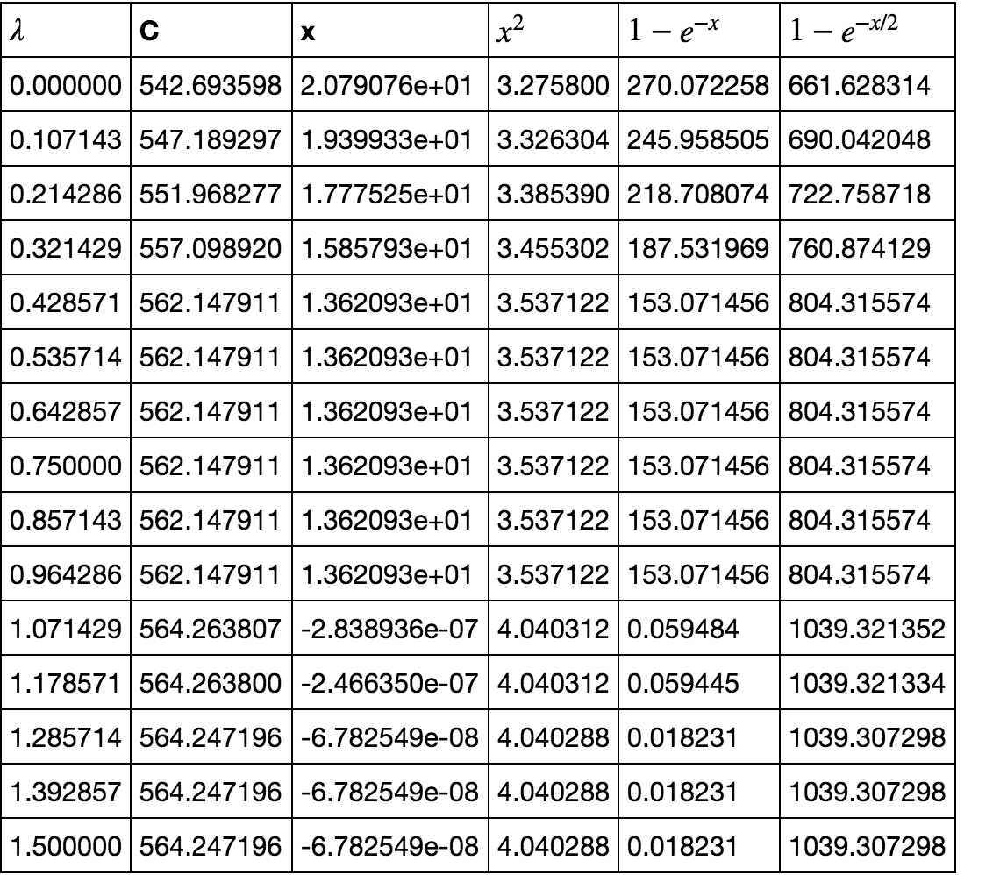 λ C x x² 1 − e⁻ˣ 1 − e⁻ˣ/²
0.000000 542.693598 2.079076e+01 3.275800 270.072258 661.628314
0.107143 547.189297 1.939933e+01 3.326304 245.958505 690.042048
0.214286 551.968277 1.777525e+01 3.385390 218.708074 722.758718
0.321429 557.098920 1.585793e+01 3.455302 187.531969 760.874129
0.428571 562.147911 1.362093e+01 3.537122 153.071456 804.315574
0.535714 562.147911 1.362093e+01 3.537122 153.071456 804.315574
0.642857 562.147911 1.362093e+01 3.537122 153.071456 804.315574
0.750000 562.147911 1.362093e+01 3.537122 153.071456 804.315574
0.857143 562.147911 1.362093e+01 3.537122 153.071456 804.315574
0.964286 562.147911 1.362093e+01 3.537122 153.071456 804.315574
1.071429 564.263807 -2.838936e-07 4.040312 0.059484 1039.321352
1.178571 564.263800 -2.466350e-07 4.040312 0.059445 1039.321334
1.285714 564.247196 -6.782549e-08 4.040288 0.018231 1039.307298
1.392857 564.247196 -6.782549e-08 4.040288 0.018231 1039.307298
1.500000 564.247196 -6.782549e-08 4.040288 0.018231 1039.307298